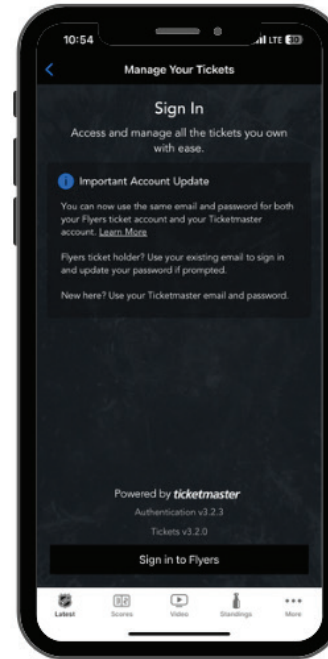 10:54
LTE 30
Manage Your Tickets
Sign In
Access and manage all the tickets you own
with ease.
Important Account Update
You can now use the same email and password for both
your Flyers ticket account and your Ticketmaster
account. Learn More
Flyers ticket holder? Use your existing email to sign in
and update your password if prompted.
New here? Use your Ticketmaster email and password.
Powered by ticketmaster
Authentication v3.2.3
Tickets v3.2.0
Sign in to Flyers
Latest Scores Video Standings More